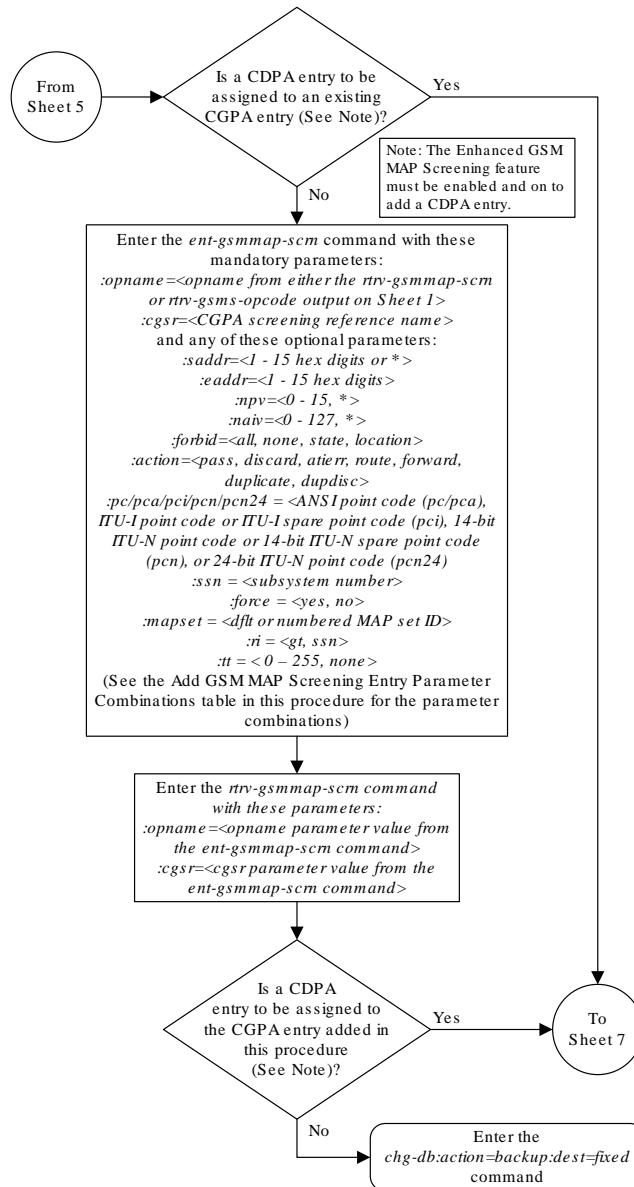 From
Sheet 5
Is a CDPA entry to be
assigned to an existing
CGPA entry (See Note)?
Yes
Note: The Enhanced GSM
MAP Screening feature
must be enabled and on to
add a CDPA entry.
No
Enter the ent-gsmmap-scrn command with these
mandatory parameters:
:opname=<opname from either the rtrv-gsmmap-scrn
or rtrv-gsms-opcode output on Sheet 1>
:cgsr=<CGPA screening reference name>
and any of these optional parameters:
:saddr=<1 - 15 hex digits or *>
:eaddr=<1 - 15 hex digits>
:npv=<0 - 15, *>
:naiv=<0 - 127, *>
:forbid=<all, none, state, location>
:action=<pass, discard, atierr, route, forward,
duplicate, dupdisc>
:pc/pca/pci/pcn/pcn24 = <ANSI point code (pc/pca),
ITU-I point code or ITU-I spare point code (pci), 14-bit
ITU-N point code or 14-bit ITU-N spare point code
(pcn), or 24-bit ITU-N point code (pcn24)
:ssn = <subsystem number>
:force = <yes, no>
:mapset = <dflt or numbered MAP set ID>
:ri = <gt, ssn>
:tt = < 0 – 255, none>
(See the Add GSM MAP Screening Entry Parameter
Combinations table in this procedure for the parameter
combinations)
Enter the rtrv-gsmmap-scrn command
with these parameters:
:opname=<opname parameter value from
the ent-gsmmap-scrn command>
:cgsr=<cgsr parameter value from the
ent-gsmmap-scrn command>
Is a CDPA
entry to be assigned to
the CGPA entry added in
this procedure
(See Note)?
Yes
To
Sheet 7
No
Enter the
chg-db:action=backup:dest=fixed
command